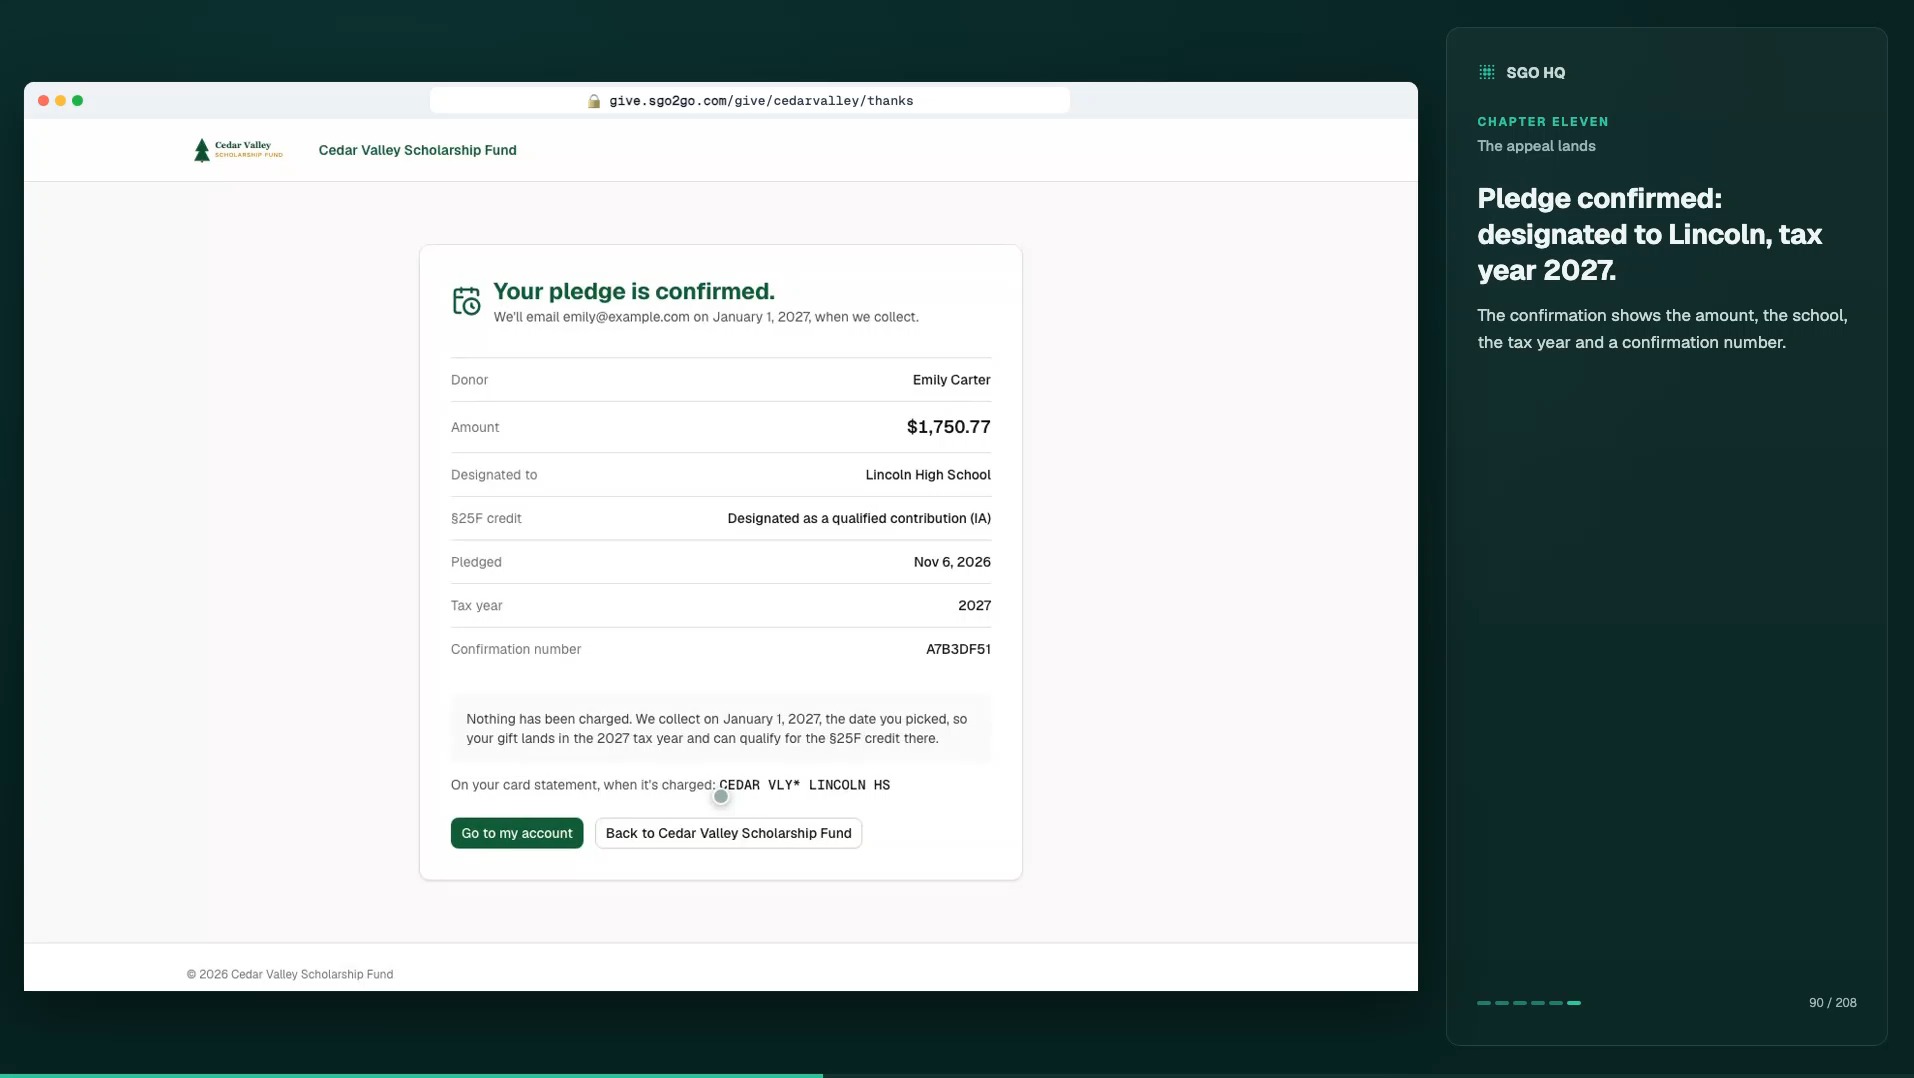 give.sgo2go.com/give/cedarvalley/thanks
Cedar Valley
SCHOLARSHIP FUND
Cedar Valley Scholarship Fund
Your pledge is confirmed.
We'll email emily@example.com on January 1, 2027, when we collect.
Donor Emily Carter
Amount $1,750.77
Designated to Lincoln High School
§25F credit Designated as a qualified contribution (IA)
Pledged Nov 6, 2026
Tax year 2027
Confirmation number A7B3DF51
Nothing has been charged. We collect on January 1, 2027, the date you picked, so
your gift lands in the 2027 tax year and can qualify for the §25F credit there.
On your card statement, when it's charged: CEDAR VLY* LINCOLN HS
Go to my account
Back to Cedar Valley Scholarship Fund
© 2026 Cedar Valley Scholarship Fund
SGO HQ
CHAPTER ELEVEN
The appeal lands
Pledge confirmed:
designated to Lincoln, tax
year 2027.
The confirmation shows the amount, the school,
the tax year and a confirmation number.
90 / 208